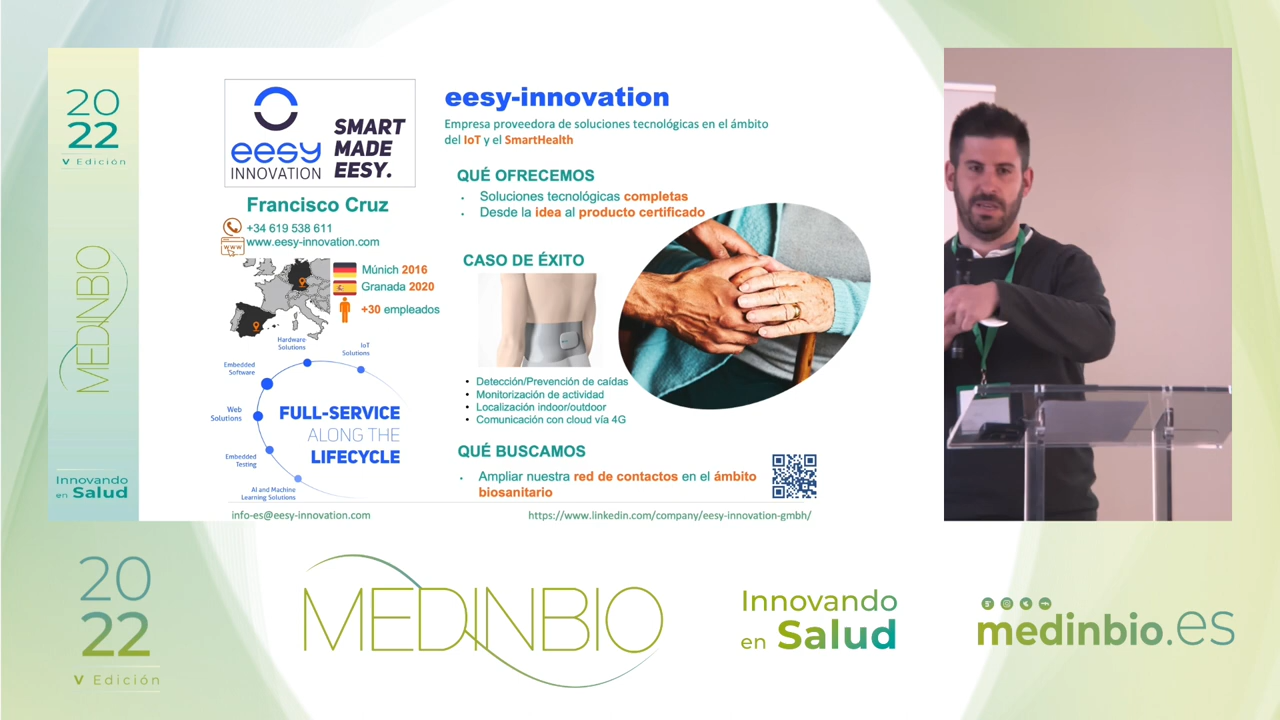 20
22
V Edición
MEDINBIO
Innovando
en Salud
eesy
INNOVATION
SMART
MADE
EESY.
Francisco Cruz
+34 619 538 611
www
www.eesy-innovation.com
Múnich 2016
Granada 2020
+30 empleados
Hardware
Solutions
IoT
Solutions
Embedded
Software
Web
Solutions
Embedded
Testing
AI and Machine
Learning Solutions
FULL-SERVICE
ALONG THE
LIFECYCLE
info-es@eesy-innovation.com
eesy-innovation
Empresa proveedora de soluciones tecnológicas en el ámbito
del IoT y el SmartHealth
QUÉ OFRECEMOS
• Soluciones tecnológicas completas
• Desde la idea al producto certificado
CASO DE ÉXITO
• Detección/Prevención de caídas
• Monitorización de actividad
• Localización indoor/outdoor
• Comunicación con cloud vía 4G
QUÉ BUSCAMOS
• Ampliar nuestra red de contactos en el ámbito
biosanitario
https://www.linkedin.com/company/eesy-innovation-gmbh/
20
22
V Edición
MEDINBIO
Innovando
en Salud
medinbio.es